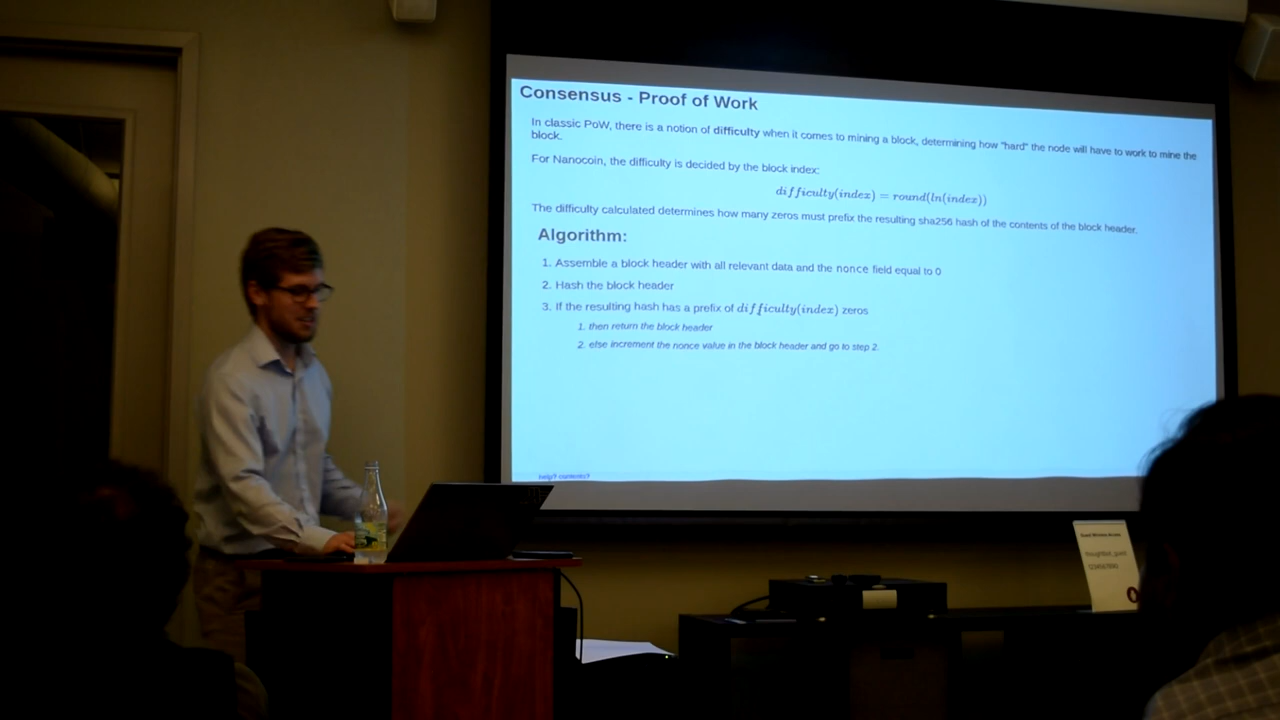 Consensus - Proof of Work
In classic PoW, there is a notion of difficulty when it comes to mining a block, determining how "hard" the node will have to work to mine the
block.
For Nanocoin, the difficulty is decided by the block index:
difficulty(index) = round(ln(index))
The difficulty calculated determines how many zeros must prefix the resulting sha256 hash of the contents of the block header.
Algorithm:
1. Assemble a block header with all relevant data and the nonce field equal to 0
2. Hash the block header
3. If the resulting hash has a prefix of difficulty(index) zeros
1. then return the block header
2. else increment the nonce value in the block header and go to step 2.
help? contents?
Guest Wireless Access
thoughtbot_guest